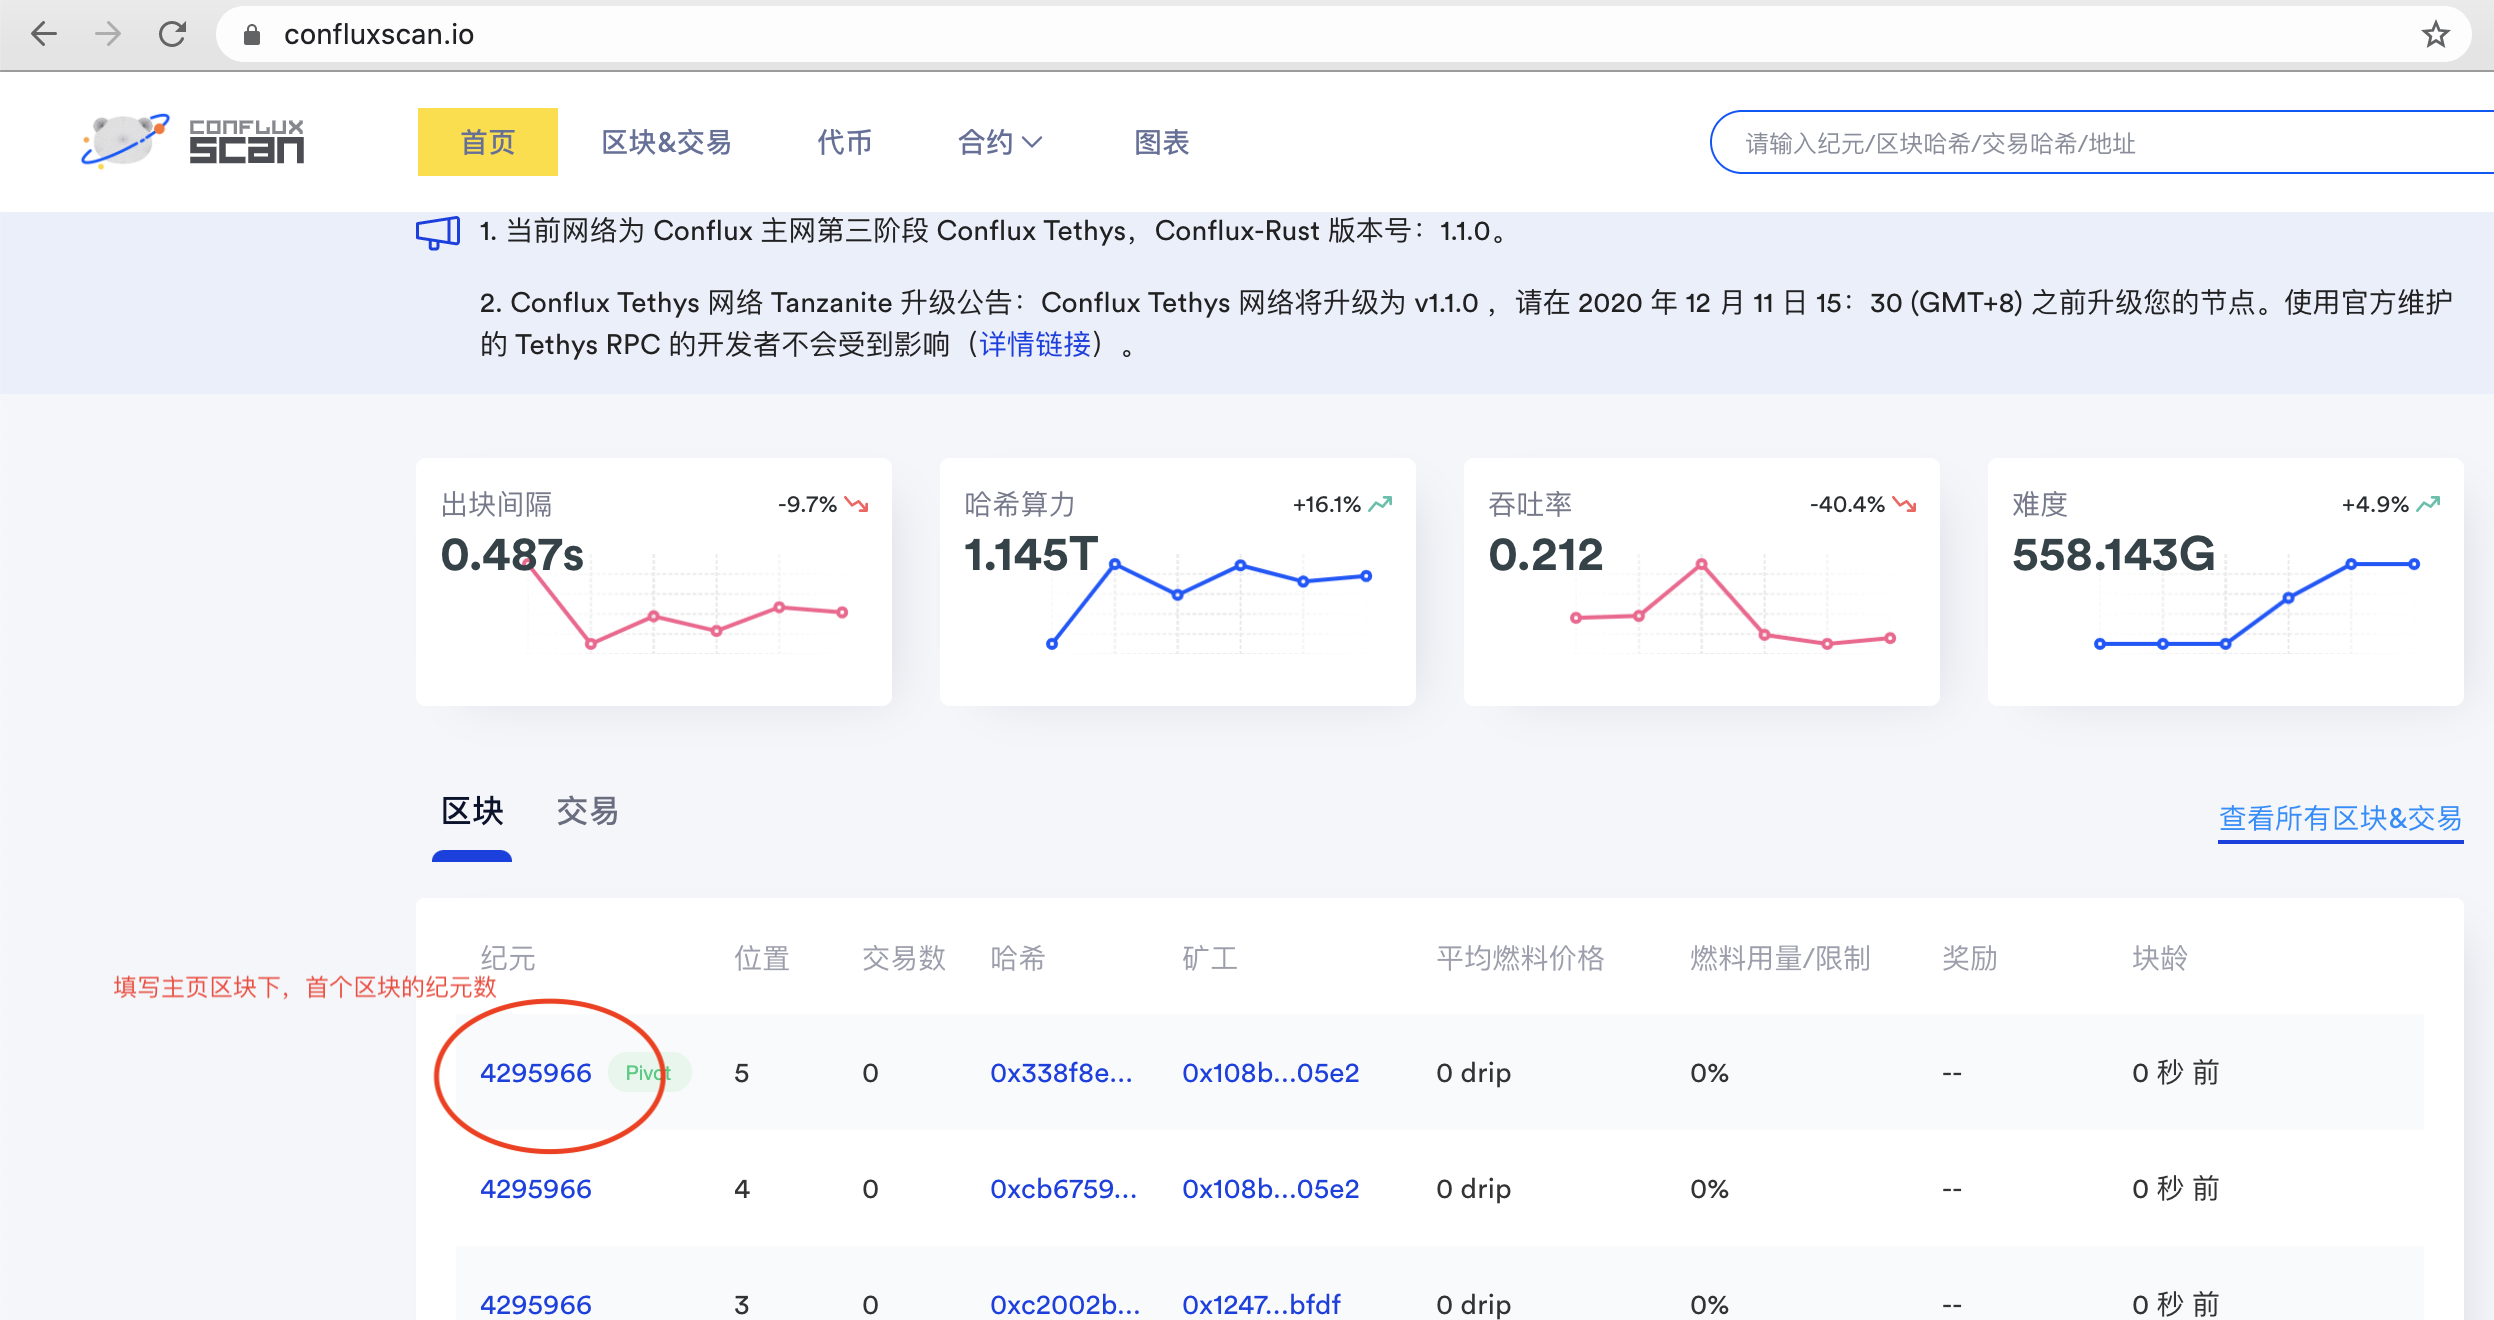 confluxscan.io
CONFLUX
SCAN
首页 区块&交易 代币 合约 图表
请输入纪元/区块哈希/交易哈希/地址
1. 当前网络为 Conflux 主网第三阶段 Conflux Tethys，Conflux-Rust 版本号：1.1.0。
2. Conflux Tethys 网络 Tanzanite 升级公告：Conflux Tethys 网络将升级为 v1.1.0 ，请在 2020 年 12 月 11 日 15：30 (GMT+8) 之前升级您的节点。使用官方维护
的 Tethys RPC 的开发者不会受到影响（详情链接）。
出块间隔 -9.7%
0.487s
哈希算力 +16.1%
1.145T
吞吐率 -40.4%
0.212
难度 +4.9%
558.143G
区块 交易
查看所有区块&交易
纪元 位置 交易数 哈希 矿工 平均燃料价格 燃料用量/限制 奖励 块龄
填写主页区块下，首个区块的纪元数
4295966 Pivot 5 0 0x338f8e... 0x108b...05e2 0 drip 0% -- 0 秒 前
4295966 4 0 0xcb6759... 0x108b...05e2 0 drip 0% -- 0 秒 前
4295966 3 0 0xc2002b... 0x1247...bfdf 0 drip 0% -- 0 秒 前